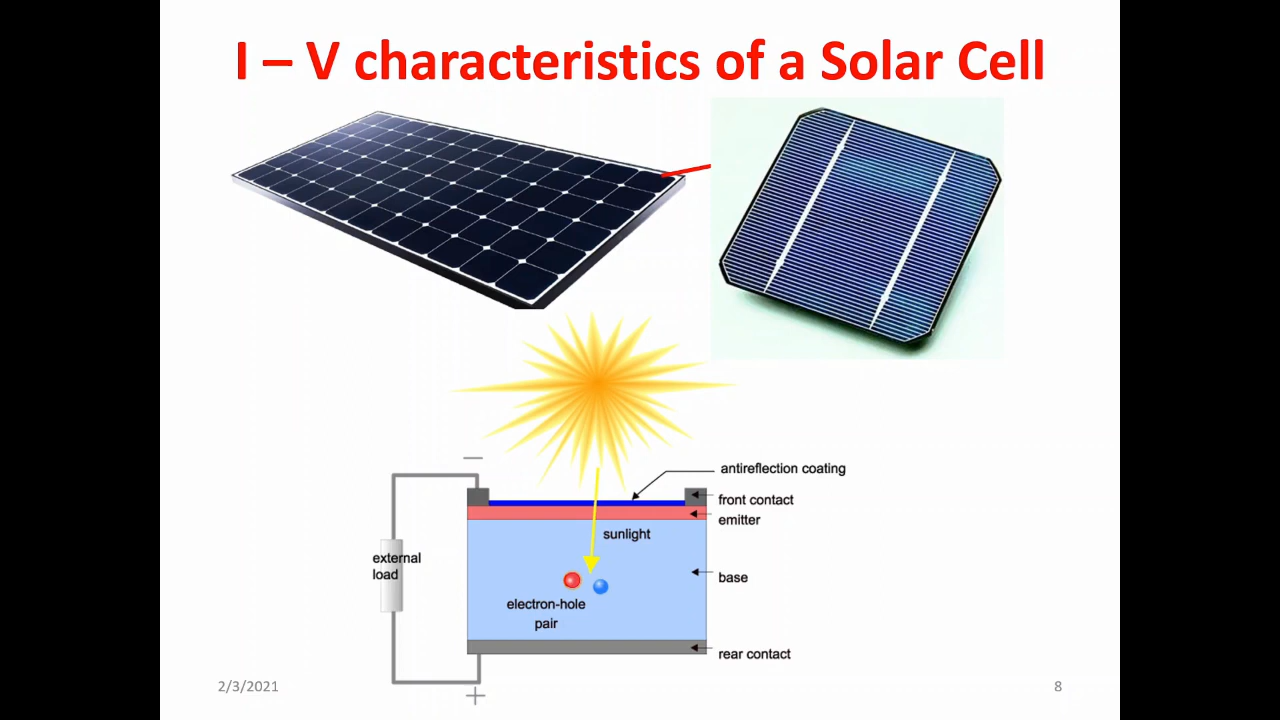 I – V characteristics of a Solar Cell
—
antireflection coating
front contact
emitter
sunlight
external
load
base
electron-hole
pair
rear contact
+
2/3/2021
8